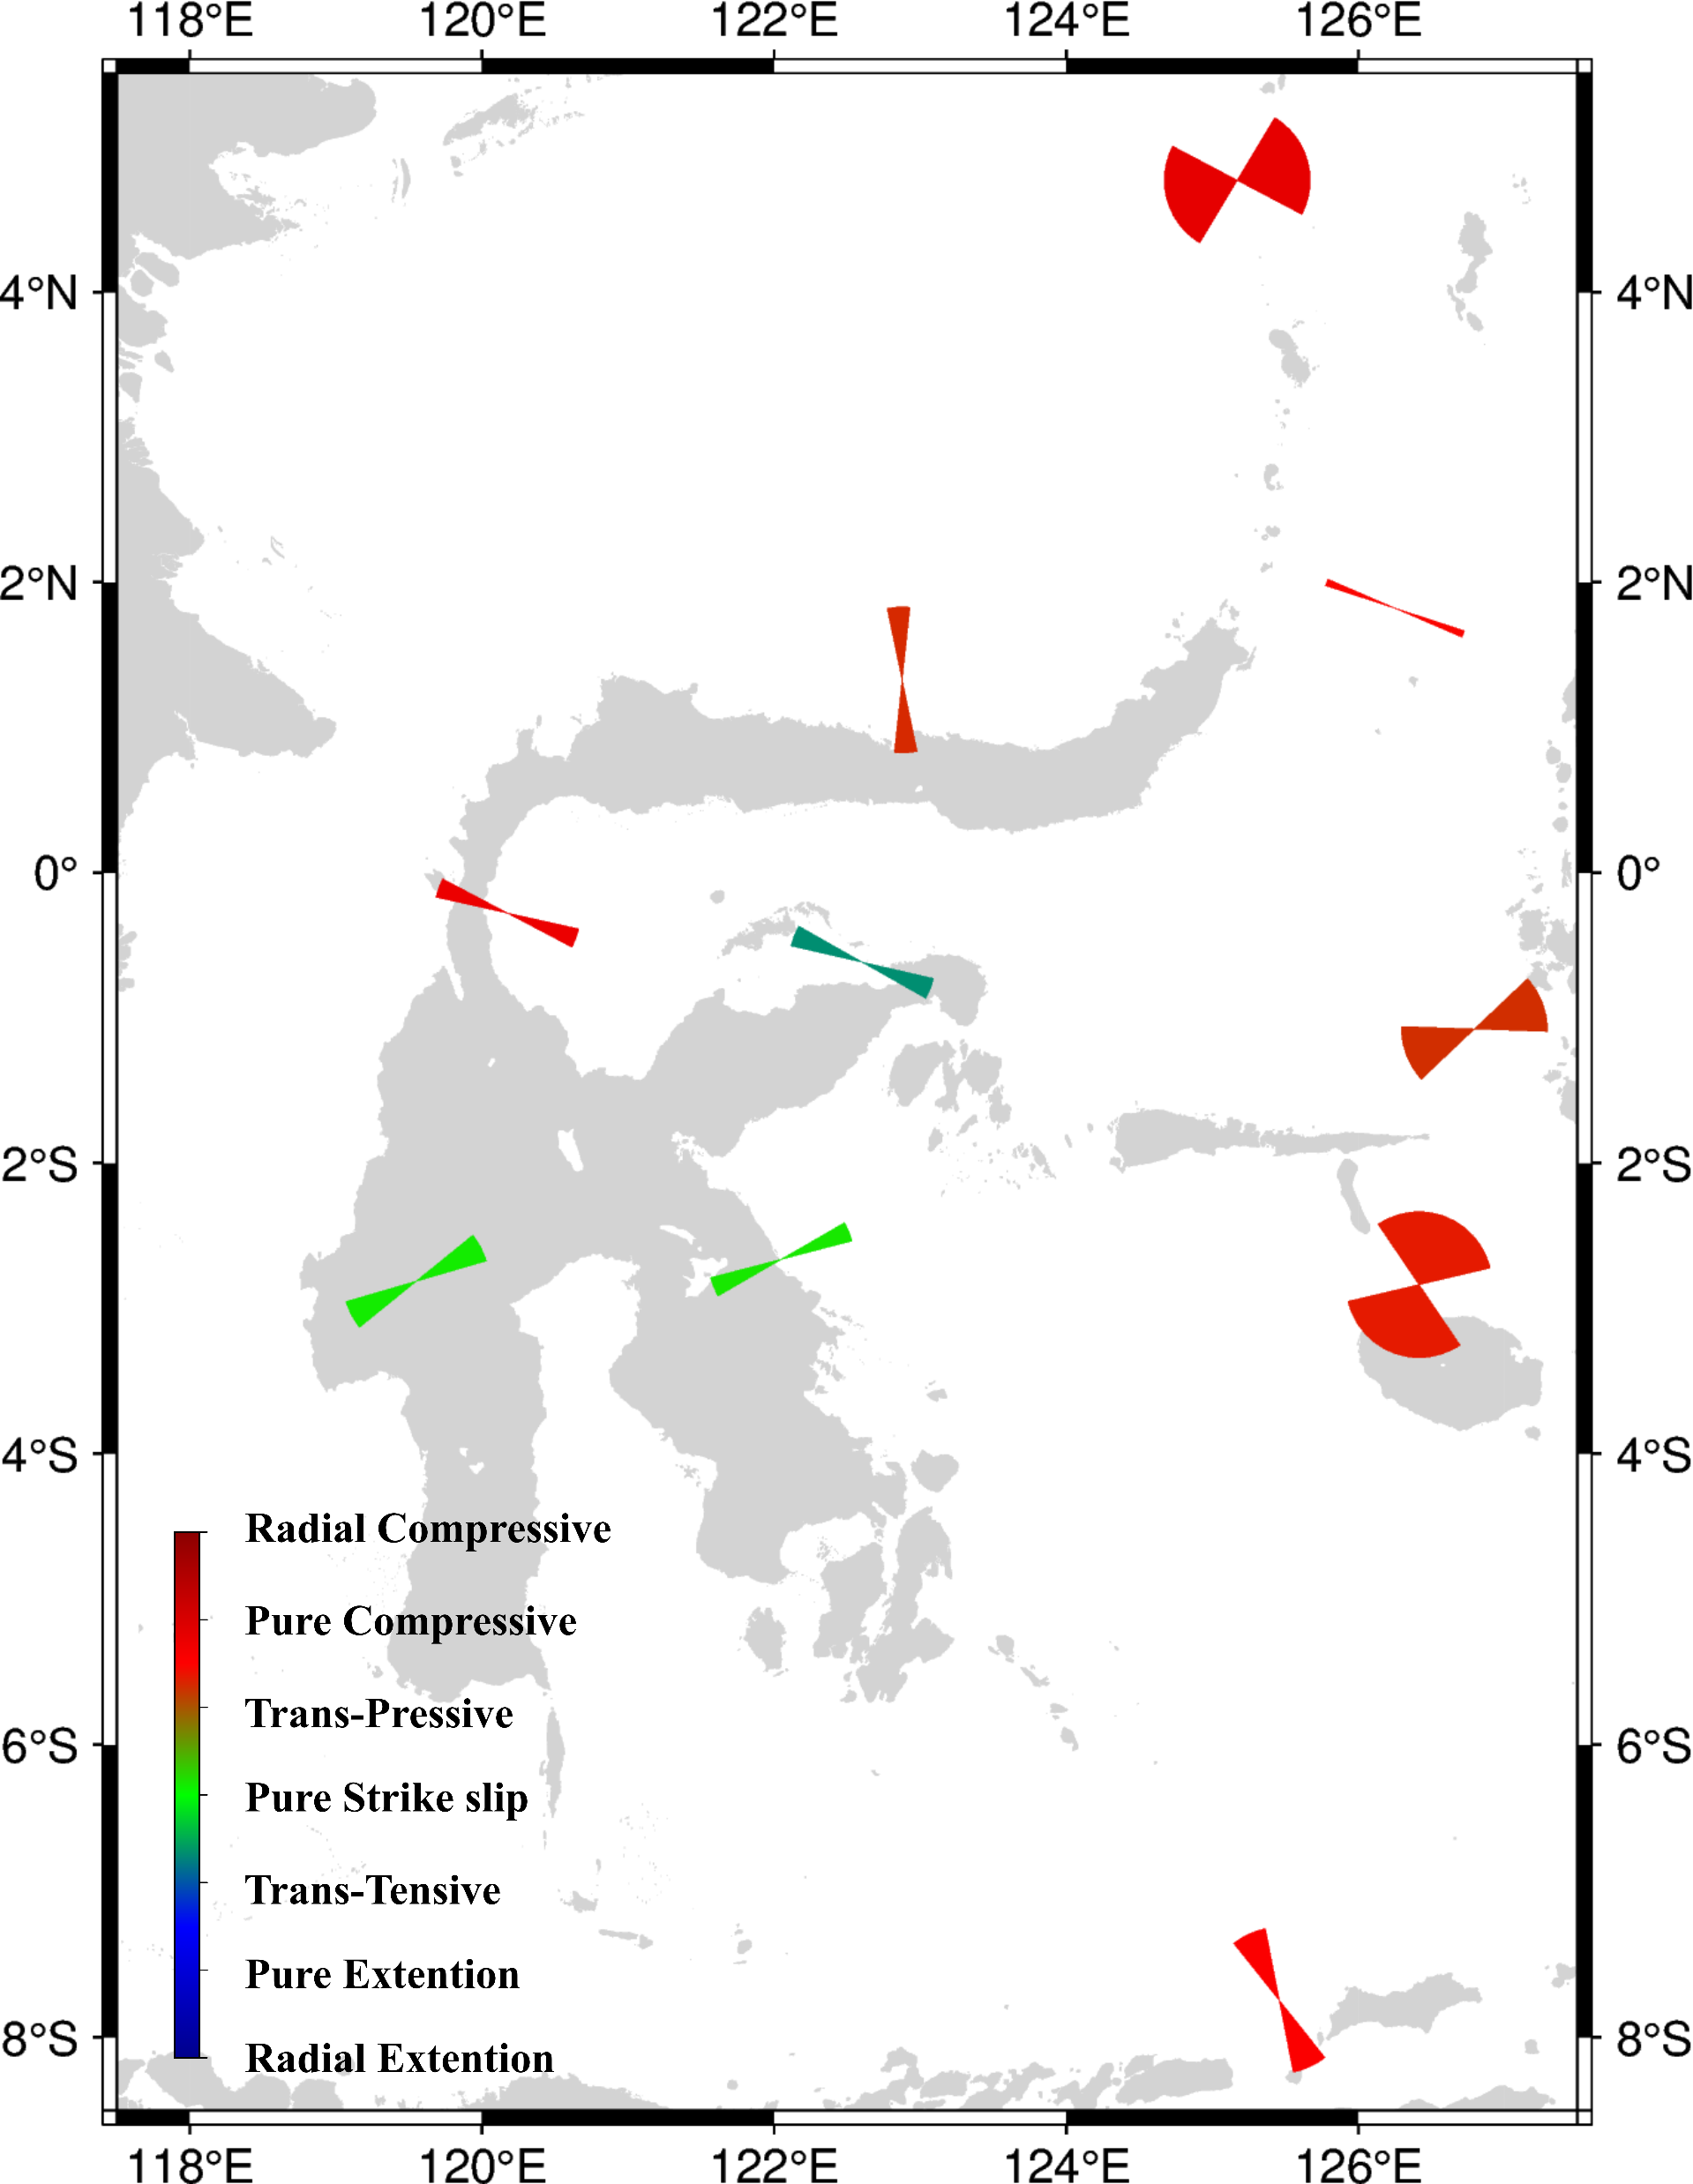 118°E 120°E 122°E 124°E 126°E
4°N 4°N
2°N 2°N
0° 0°
2°S 2°S
4°S 4°S
Radial Compressive
Pure Compressive
Trans-Pressive
6°S 6°S
Pure Strike slip
Trans-Tensive
Pure Extention
8°S 8°S
Radial Extention
118°E 120°E 122°E 124°E 126°E